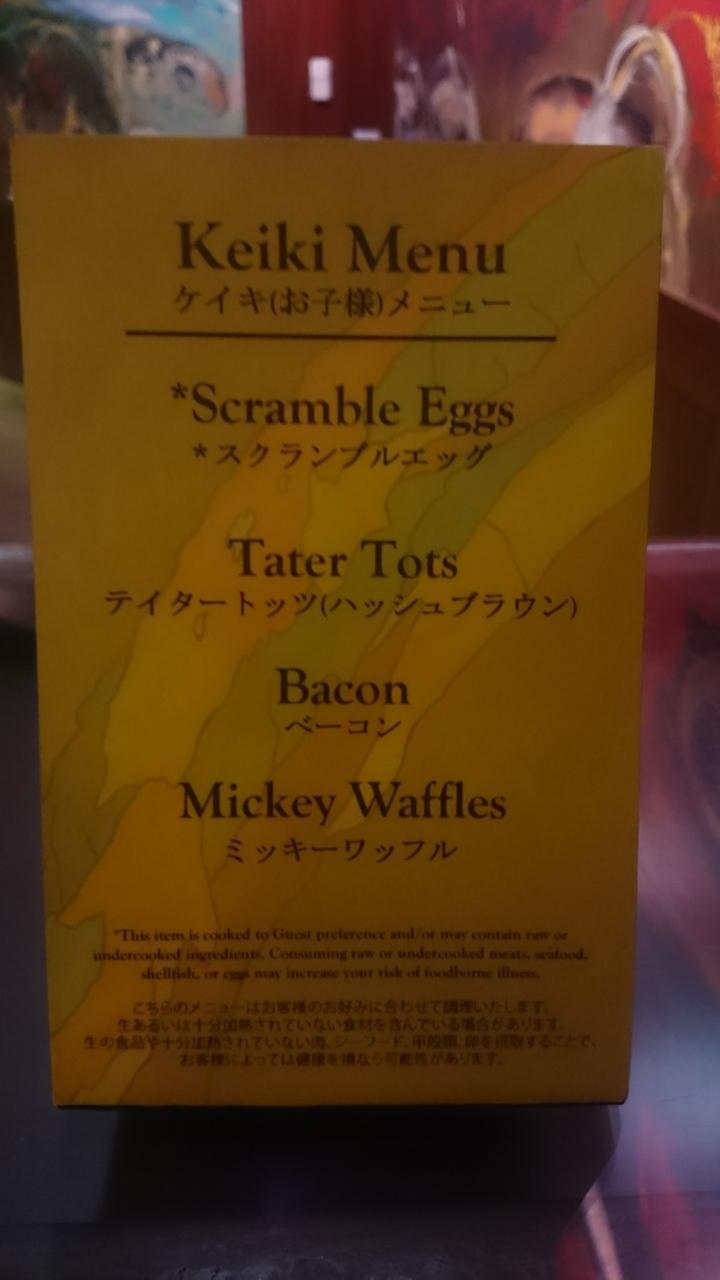 Keiki Menu
ケイキ(お子様)メニュー
*Scramble Eggs
*スクランブルエッグ
Tater Tots
テイタートッツ(ハッシュブラウン)
Bacon
ベーコン
Mickey Waffles
ミッキーワッフル
*This item is cooked to Guest preference and/or may contain raw or
undercooked ingredients. Consuming raw or undercooked meats, seafood,
shellfish, or eggs may increase your risk of foodborne illness.
こちらのメニューはお客様のお好みに合わせて調理いたします。
生あるいは十分加熱されていない食材を含んでいる場合があります。
生の食品や十分加熱されていない肉、シーフード、甲殻類、卵を摂取することで、
お客様によっては健康を損なう可能性があります。